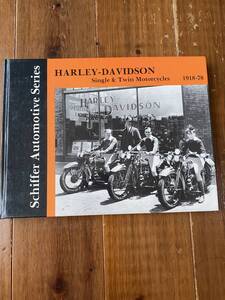 HARLEY-DAVIDSON
Single & Twin Motorcycles 1918-78
Schiffer Automotive Series
HARLEY
DAVIDSON